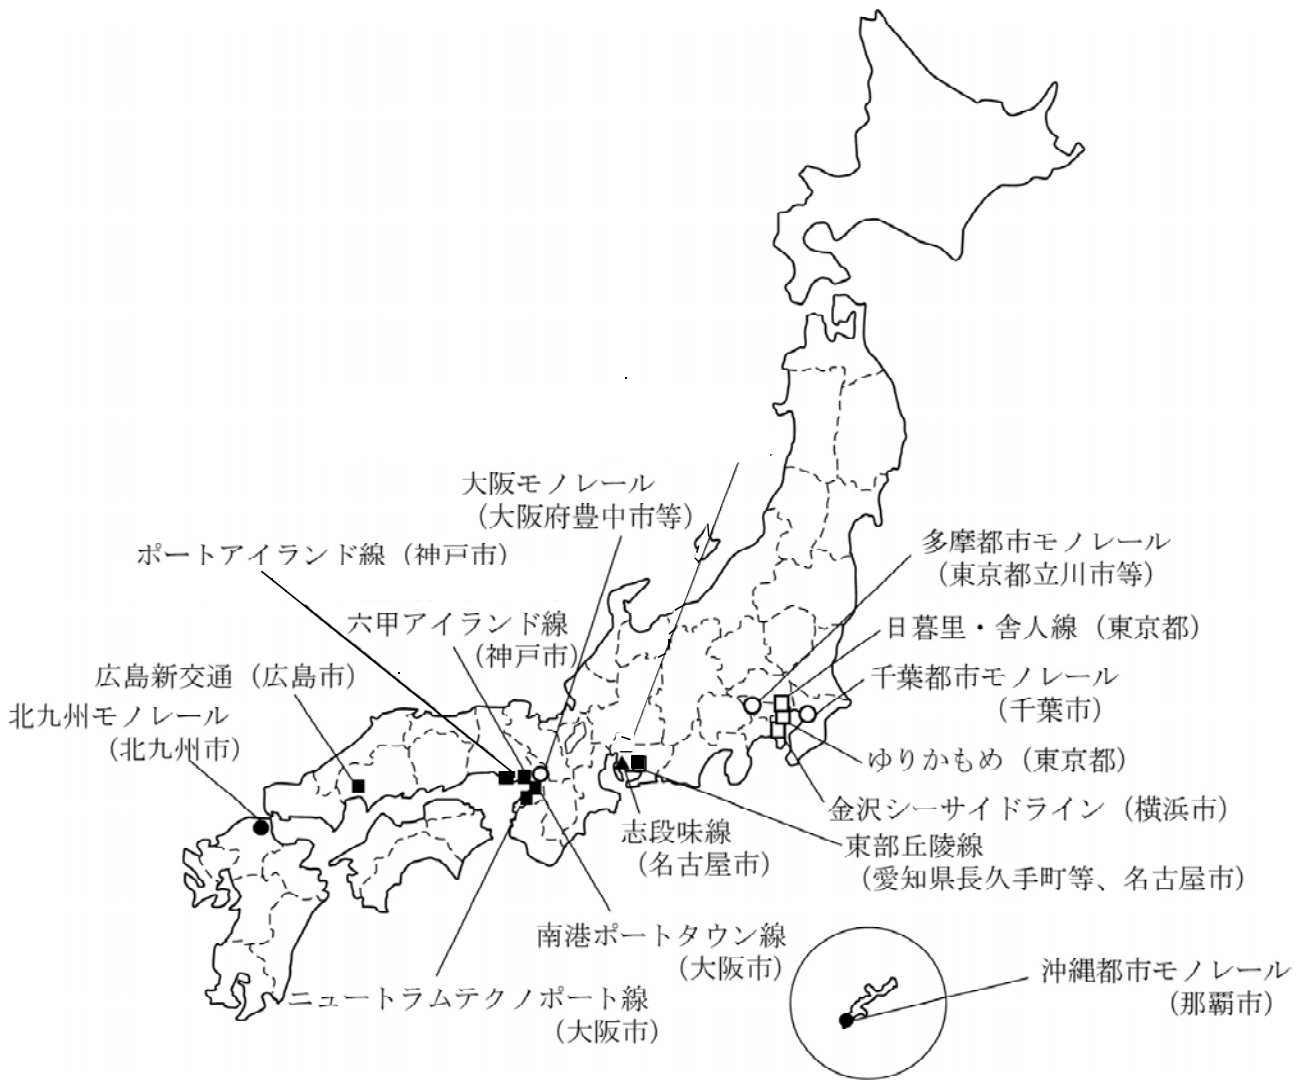 大阪モノレール
（大阪府豊中市等）
ポートアイランド線（神戸市）
六甲アイランド線
（神戸市）
広島新交通（広島市）
北九州モノレール
（北九州市）
多摩都市モノレール
（東京都立川市等）
日暮里・舎人線（東京都）
千葉都市モノレール
（千葉市）
ゆりかもめ（東京都）
金沢シーサイドライン（横浜市）
東部丘陵線
（愛知県長久手町等、名古屋市）
志段味線
（名古屋市）
南港ポートタウン線
（大阪市）
ニュートラムテクノポート線
（大阪市）
沖縄都市モノレール
（那覇市）